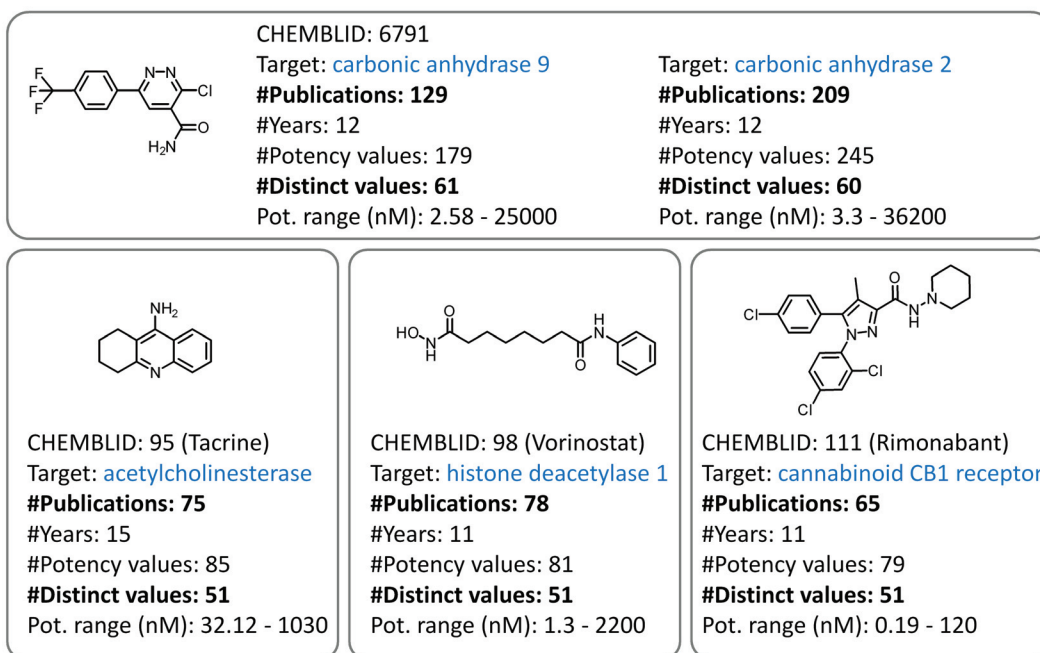 CHEMBLID: 6791
Target: carbonic anhydrase 9
#Publications: 129
#Years: 12
#Potency values: 179
#Distinct values: 61
Pot. range (nM): 2.58 - 25000
Target: carbonic anhydrase 2
#Publications: 209
#Years: 12
#Potency values: 245
#Distinct values: 60
Pot. range (nM): 3.3 - 36200
F
F
F
N N
Cl
O
H₂N
NH₂
N
CHEMBLID: 95 (Tacrine)
Target: acetylcholinesterase
#Publications: 75
#Years: 15
#Potency values: 85
#Distinct values: 51
Pot. range (nM): 32.12 - 1030
O
HO
N
H
H
N
O
CHEMBLID: 98 (Vorinostat)
Target: histone deacetylase 1
#Publications: 78
#Years: 11
#Potency values: 81
#Distinct values: 51
Pot. range (nM): 1.3 - 2200
O
N
NH
Cl
N N
Cl
Cl
CHEMBLID: 111 (Rimonabant)
Target: cannabinoid CB1 receptor
#Publications: 65
#Years: 11
#Potency values: 79
#Distinct values: 51
Pot. range (nM): 0.19 - 120